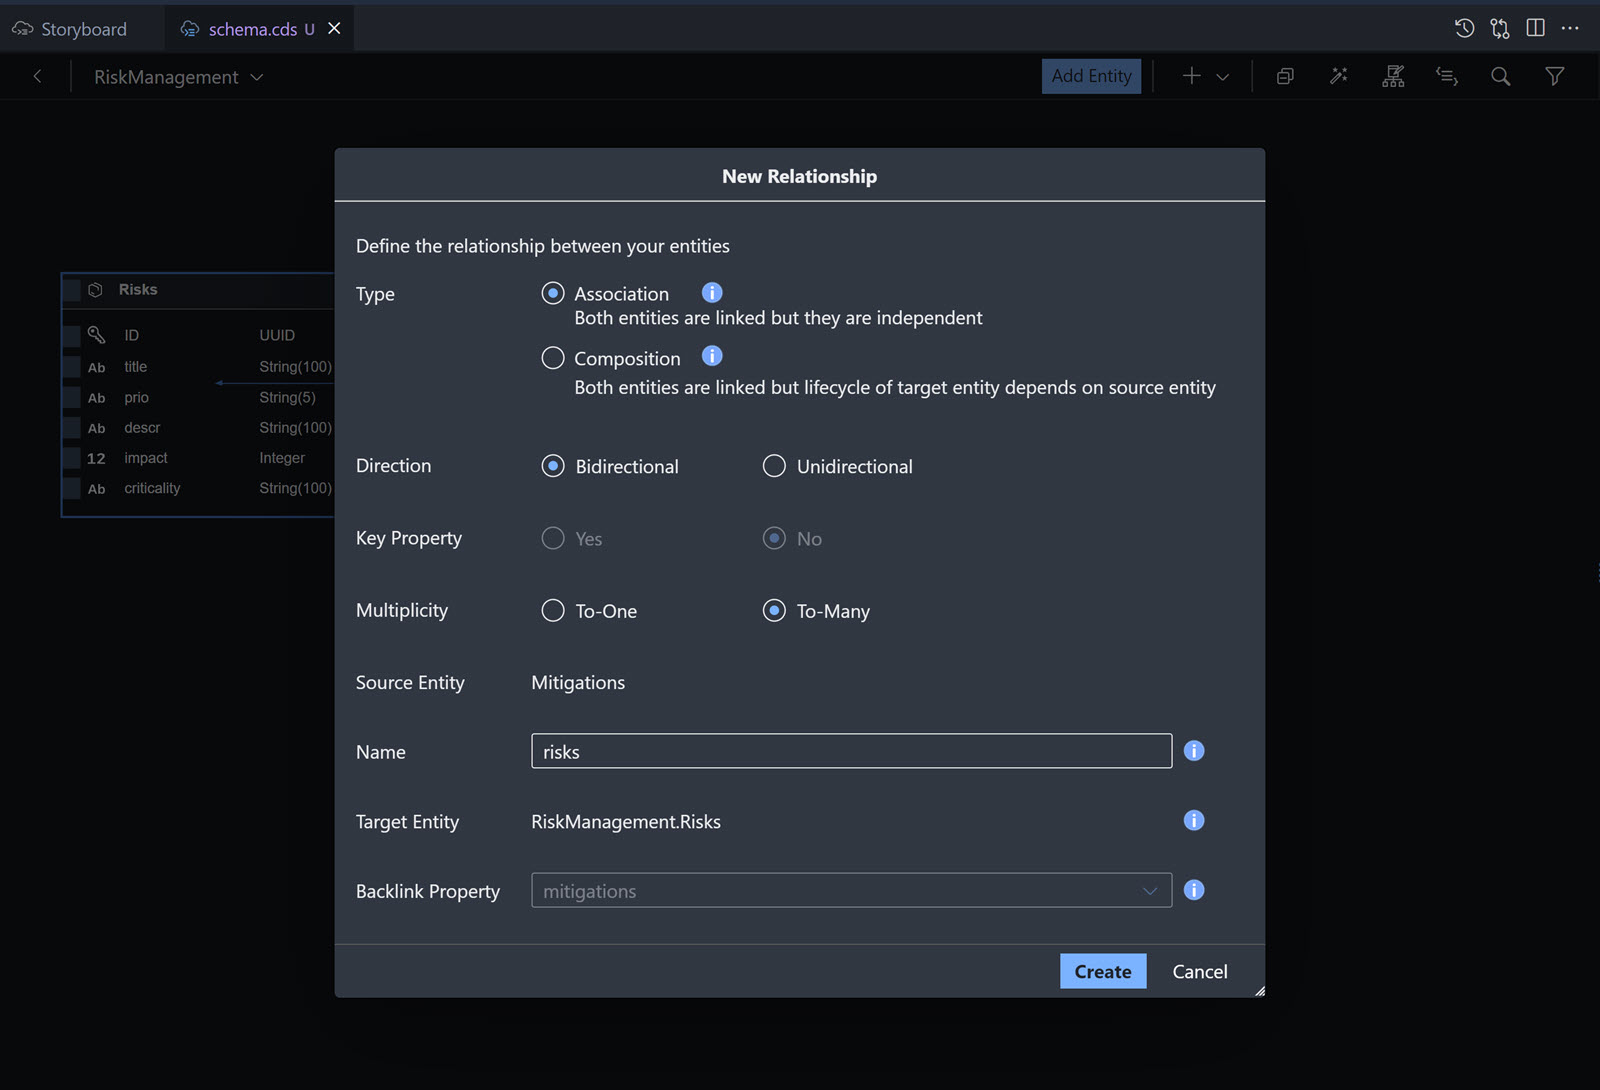 Storyboard
schema.cds U
RiskManagement
Add Entity
New Relationship
Define the relationship between your entities
Type
Association
Both entities are linked but they are independent
Composition
Both entities are linked but lifecycle of target entity depends on source entity
Direction
Bidirectional
Unidirectional
Key Property
Yes
No
Multiplicity
To-One
To-Many
Source Entity
Mitigations
Name
risks
Target Entity
RiskManagement.Risks
Backlink Property
mitigations
Create
Cancel
Risks
ID UUID
Ab title String(100)
Ab prio String(5)
Ab descr String(100)
12 impact Integer
Ab criticality String(100)